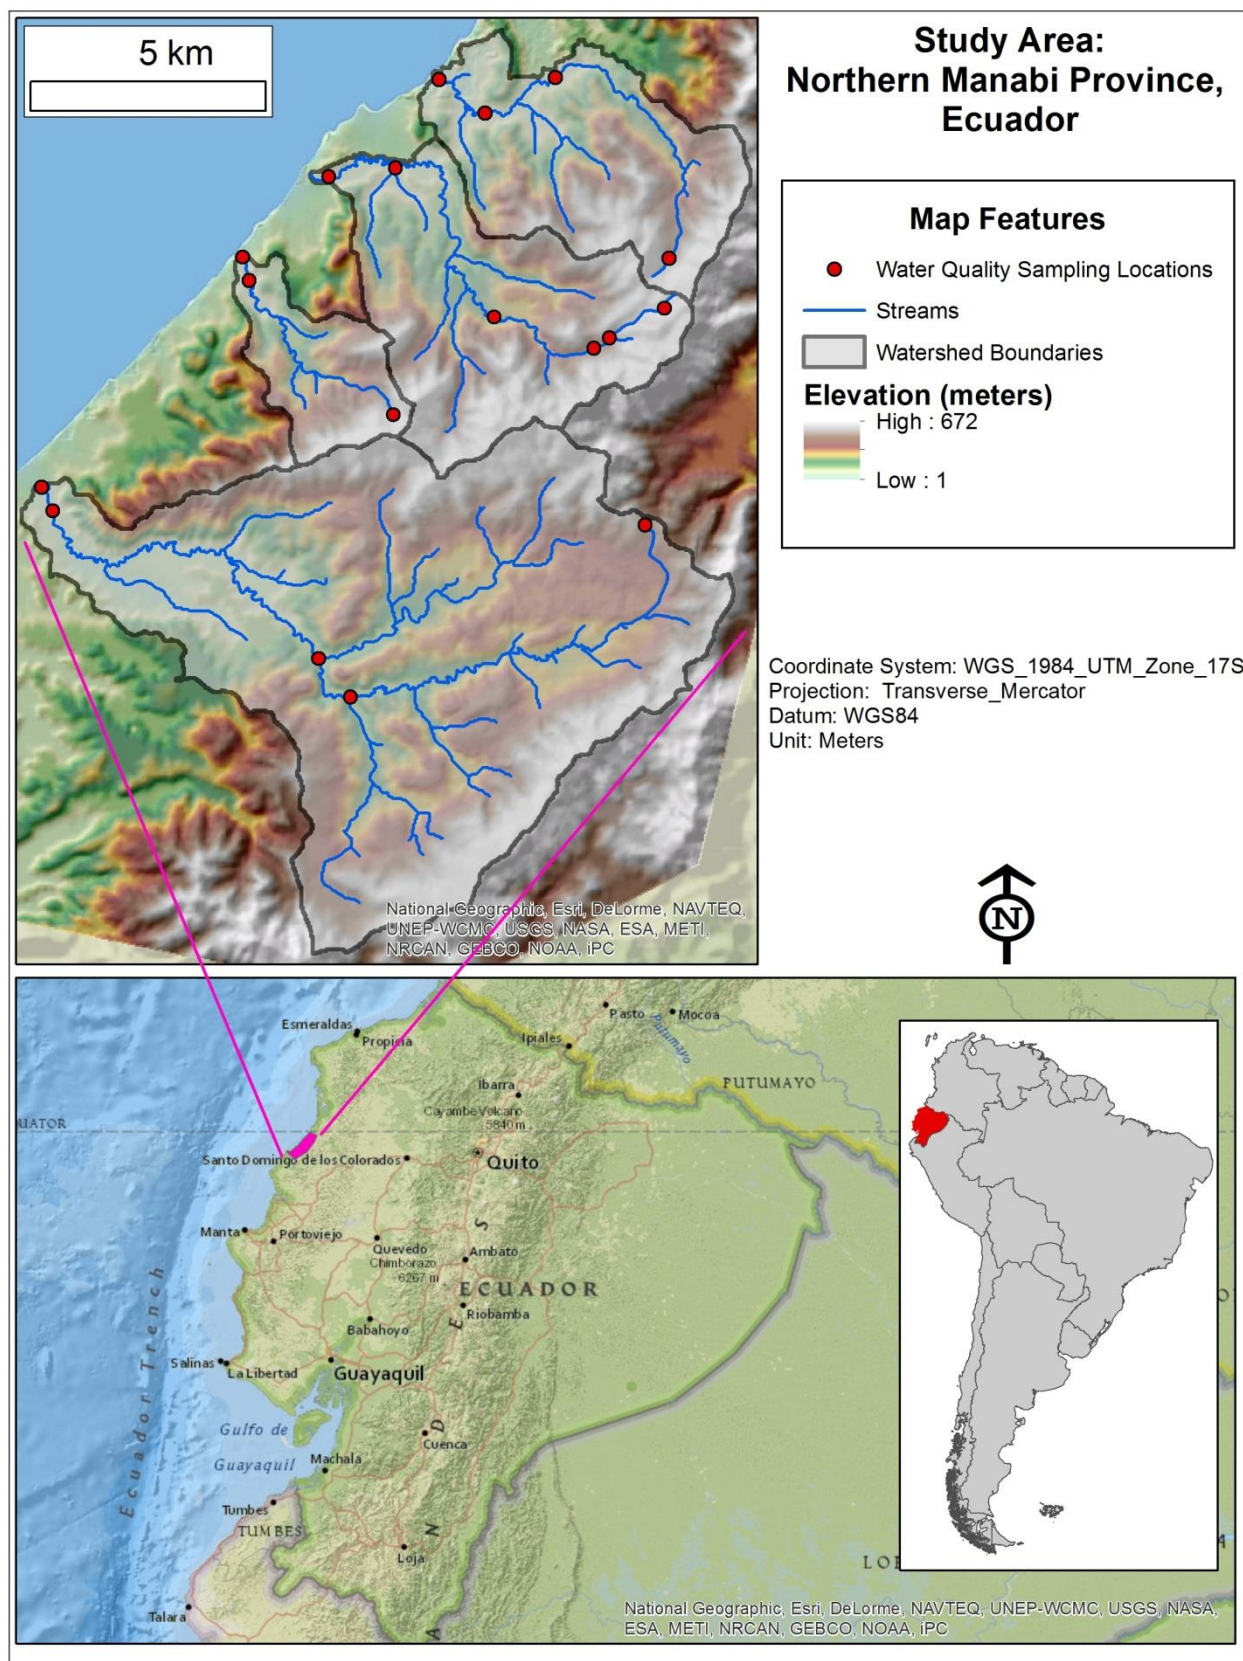 5 km
Study Area:
Northern Manabi Province,
Ecuador
Map Features
Water Quality Sampling Locations
Streams
Watershed Boundaries
Elevation (meters)
High : 672
Low : 1
Coordinate System: WGS_1984_UTM_Zone_17S
Projection: Transverse_Mercator
Datum: WGS84
Unit: Meters
N
National Geographic, Esri, DeLorme, NAVTEQ,
UNEP-WCMC, USGS, NASA, ESA, METI,
NRCAN, GEBCO, NOAA, iPC
Pasto
Mocoa
Putumayo
Esmeraldas
Propicia
Ipiales
Ibarra
PUTUMAYO
Cayambe Volcano
5840 m
UATOR
Santo Domingo de los Colorados
Quito
Manta
Portoviejo
Quevedo
Chimborazo
6267 m
Ambato
ECUADOR
Riobamba
Babahoyo
Salinas
La Libertad
Guayaquil
Ecuador Trench
Gulfo de
Guayaquil
Cuenca
Machala
Tumbes
TUMBES
Loja
Talara
A N D E S
LO
National Geographic, Esri, DeLorme, NAVTEQ, UNEP-WCMC, USGS, NASA,
ESA, METI, NRCAN, GEBCO, NOAA, iPC